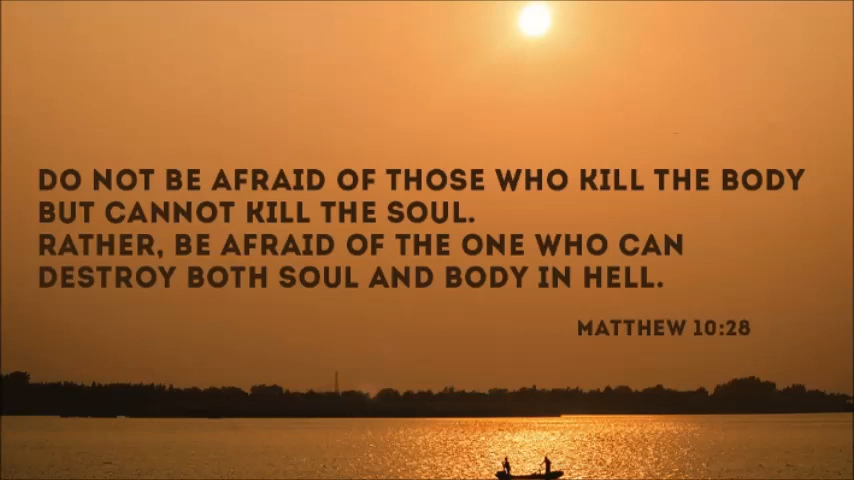 DO NOT BE AFRAID OF THOSE WHO KILL THE BODY
BUT CANNOT KILL THE SOUL.
RATHER, BE AFRAID OF THE ONE WHO CAN
DESTROY BOTH SOUL AND BODY IN HELL.
MATTHEW 10:28